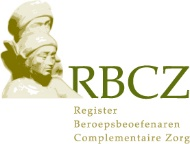 RBCZ
Register
Beroepsbeoefenaren
Complementaire Zorg